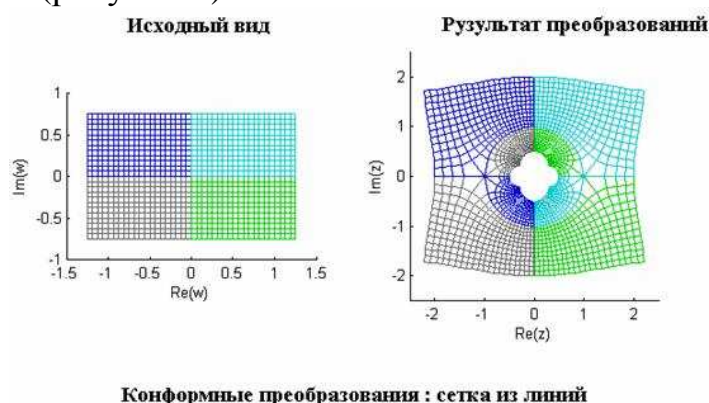 Исходный вид
Рузультат преобразований
1
0.5
0
-0.5
-1
Im(w)
-1.5 -1 -0.5 0 0.5 1 1.5
Re(w)
2
1
0
-1
-2
Im(z)
-2 -1 0 1 2
Re(z)
Конформные преобразования : сетка из линий